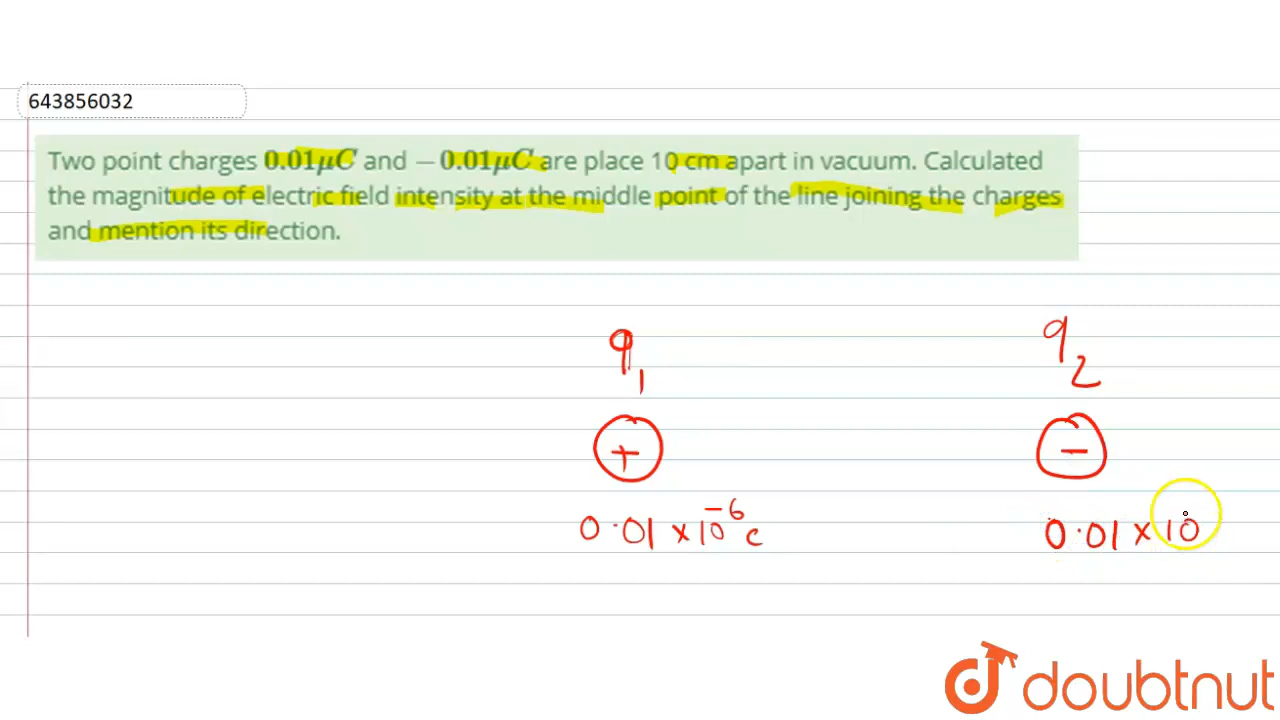 643856032
Two point charges 0.01μC and −0.01μC are place 10 cm apart in vacuum. Calculated
the magnitude of electric field intensity at the middle point of the line joining the charges
and mention its direction.
q₁ q₂
+ −
0.01 × 10⁻⁶ c 0.01 × 10
doubtnut